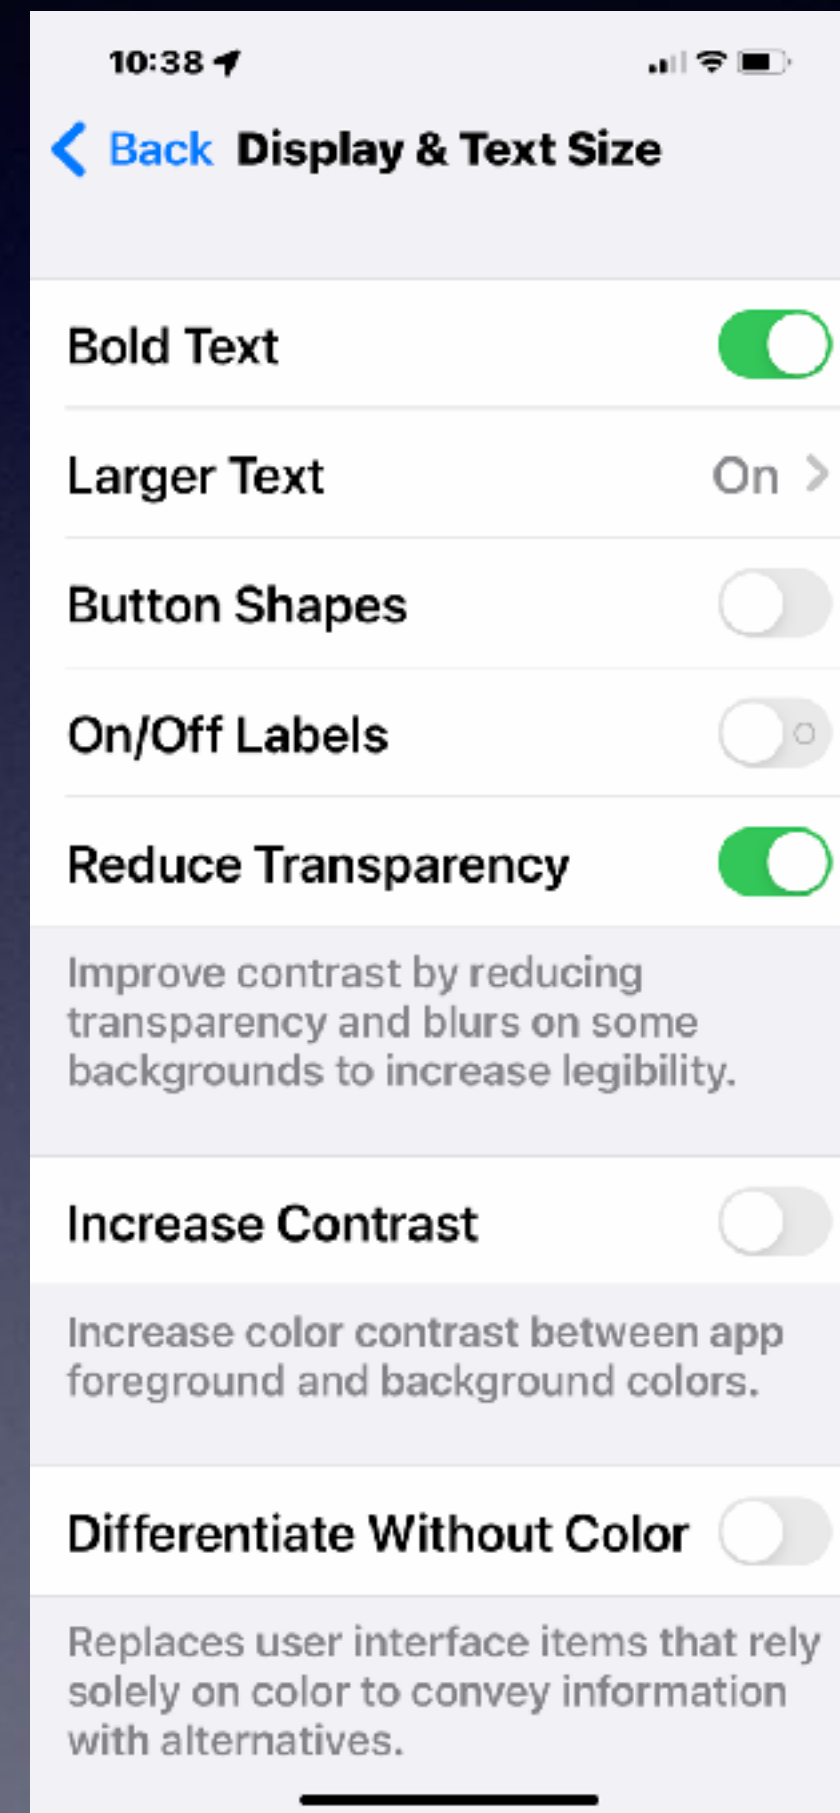 10:38
Back Display & Text Size
Bold Text
Larger Text On
Button Shapes
On/Off Labels
Reduce Transparency
Improve contrast by reducing
transparency and blurs on some
backgrounds to increase legibility.
Increase Contrast
Increase color contrast between app
foreground and background colors.
Differentiate Without Color
Replaces user interface items that rely
solely on color to convey information
with alternatives.